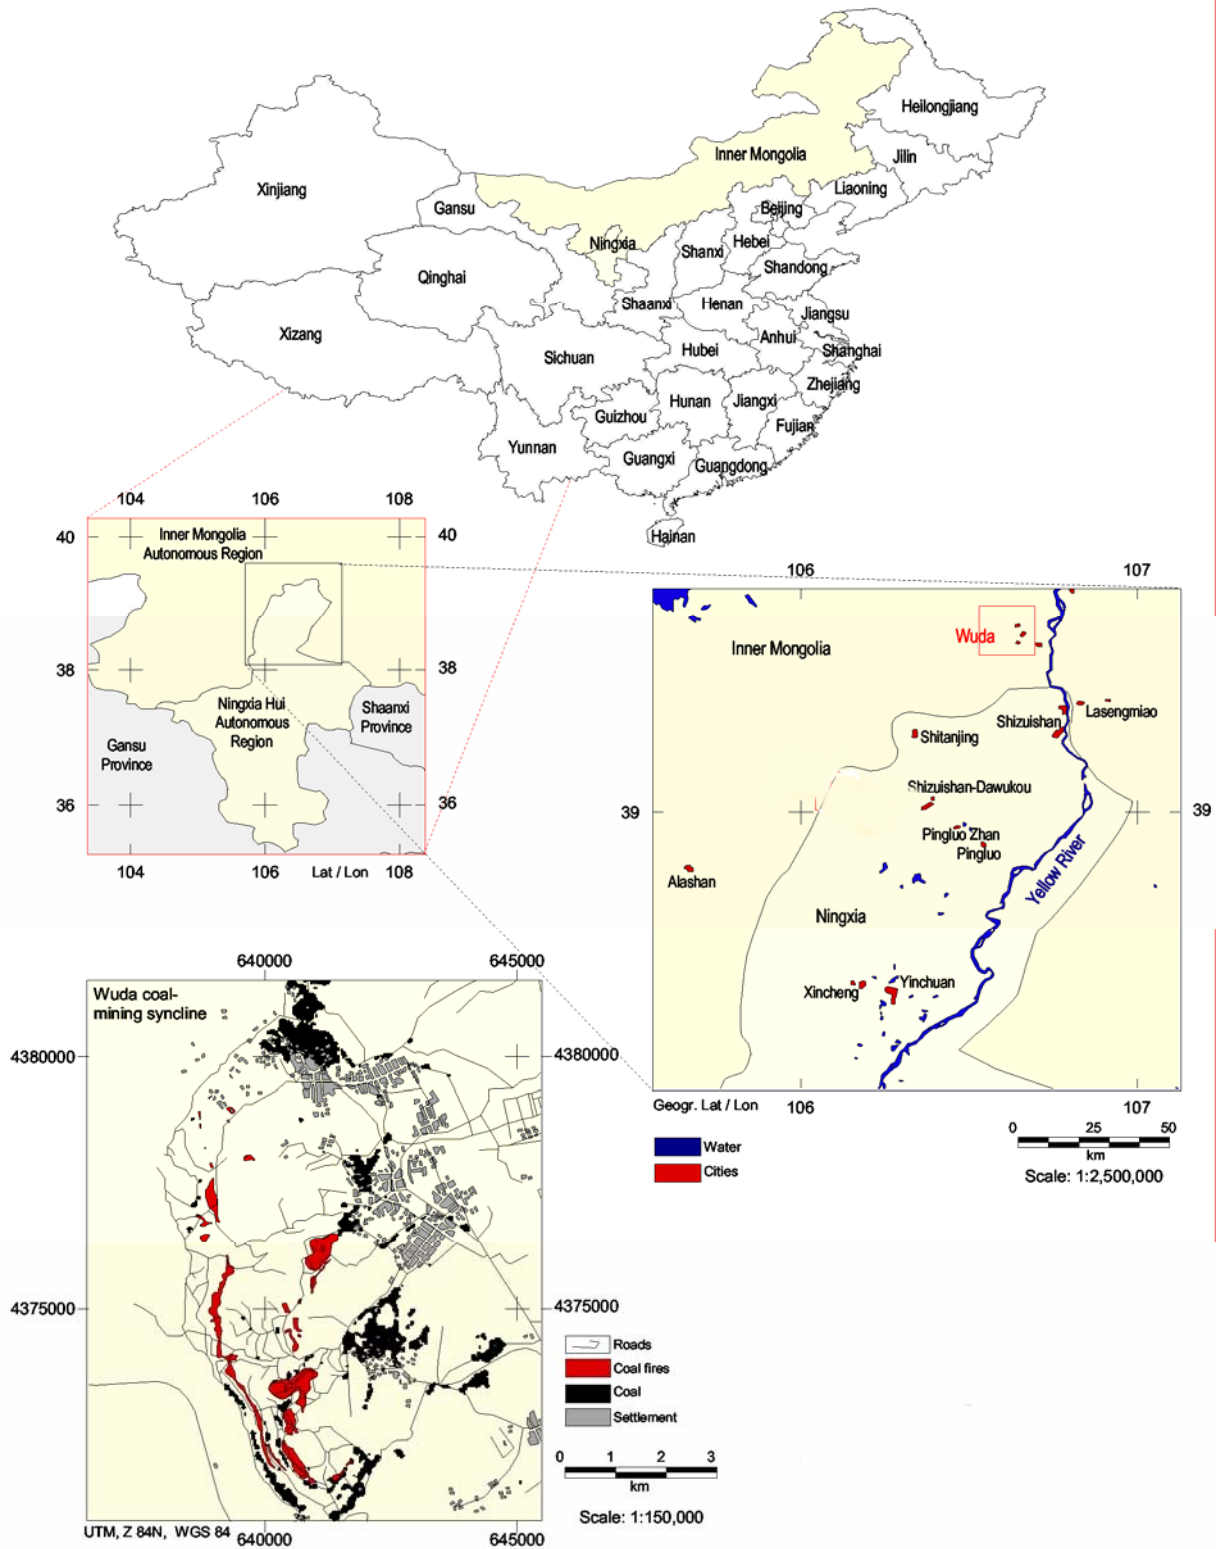 Heilongjiang
Inner Mongolia
Jilin
Xinjiang
Liaoning
Gansu
Beijing
Ningxia
Hebei
Shanxi
Shandong
Qinghai
Shaanxi
Henan
Jiangsu
Xizang
Anhui
Hubei
Shanghai
Sichuan
Zhejiang
Hunan
Jiangxi
Guizhou
Fujian
Yunnan
Guangxi
Guangdong
Hainan
104
106
108
40
40
Inner Mongolia
Autonomous Region
38
38
Ningxia Hui
Autonomous
Region
Shaanxi
Province
Gansu
Province
36
36
104
106
108
Lat / Lon
106
107
Wuda
Inner Mongolia
Lasengmiao
Shizuishan
Shitanjing
Shizuishan-Dawukou
39
39
Pingluo Zhan
Pingluo
Yellow River
Alashan
Ningxia
Xincheng
Yinchuan
Geogr. Lat / Lon
106
107
Water
Cities
0 25 50
km
Scale: 1:2,500,000
640000
645000
Wuda coal-
mining syncline
4380000
4380000
4375000
4375000
Roads
Coal fires
Coal
Settlement
0 1 2 3
km
Scale: 1:150,000
UTM, Z 84N, WGS 84
640000
645000